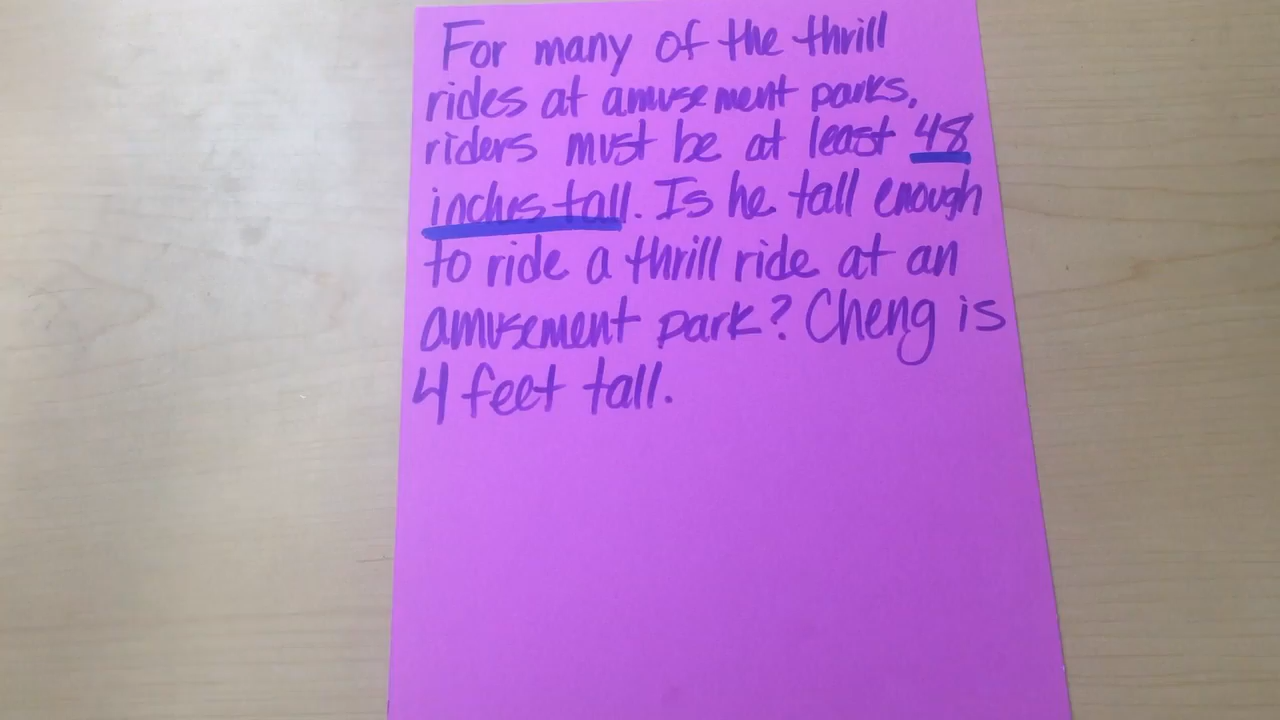 For many of the thrill
rides at amusement parks,
riders must be at least 48
inches tall. Is he tall enough
to ride a thrill ride at an
amusement park? Cheng is
4 feet tall.